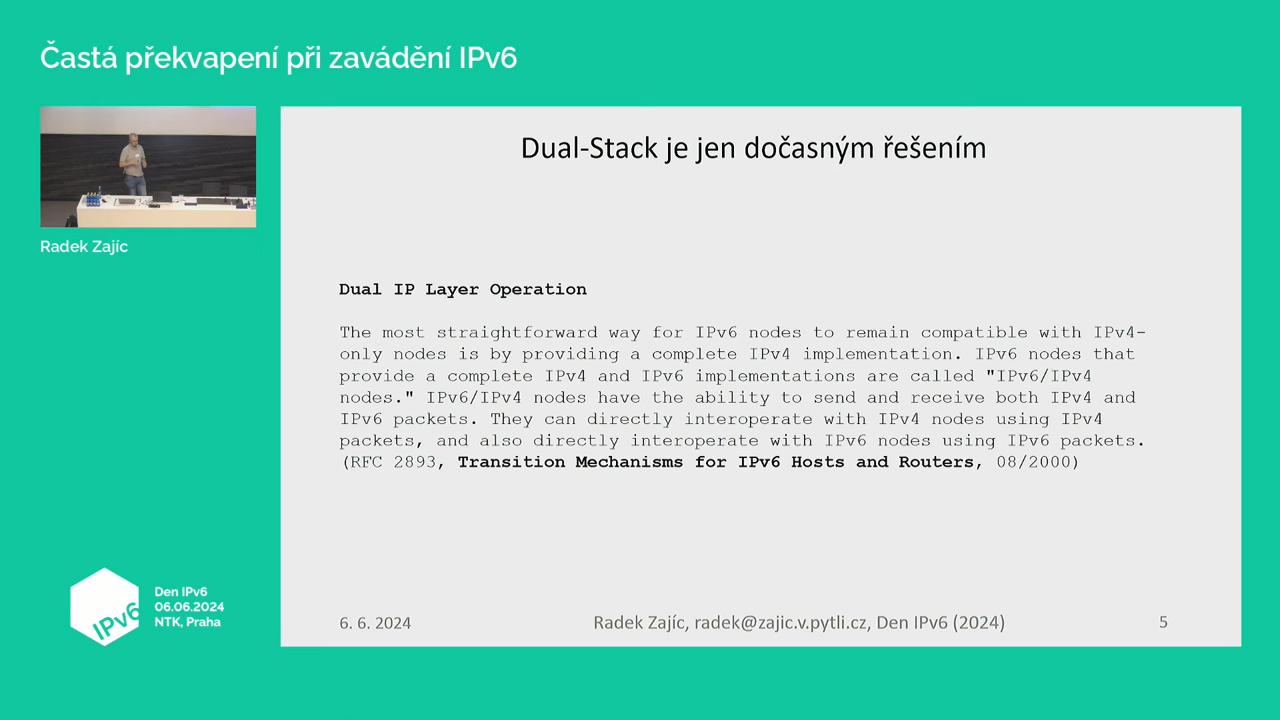 Častá překvapení při zavádění IPv6
Radek Zajíc
Dual-Stack je jen dočasným řešením
Dual IP Layer Operation
The most straightforward way for IPv6 nodes to remain compatible with IPv4-
only nodes is by providing a complete IPv4 implementation. IPv6 nodes that
provide a complete IPv4 and IPv6 implementations are called "IPv6/IPv4
nodes." IPv6/IPv4 nodes have the ability to send and receive both IPv4 and
IPv6 packets. They can directly interoperate with IPv4 nodes using IPv4
packets, and also directly interoperate with IPv6 nodes using IPv6 packets.
(RFC 2893, Transition Mechanisms for IPv6 Hosts and Routers, 08/2000)
6. 6. 2024
Radek Zajíc, radek@zajic.v.pytli.cz, Den IPv6 (2024)
5
IPv6
Den IPv6
06.06.2024
NTK, Praha